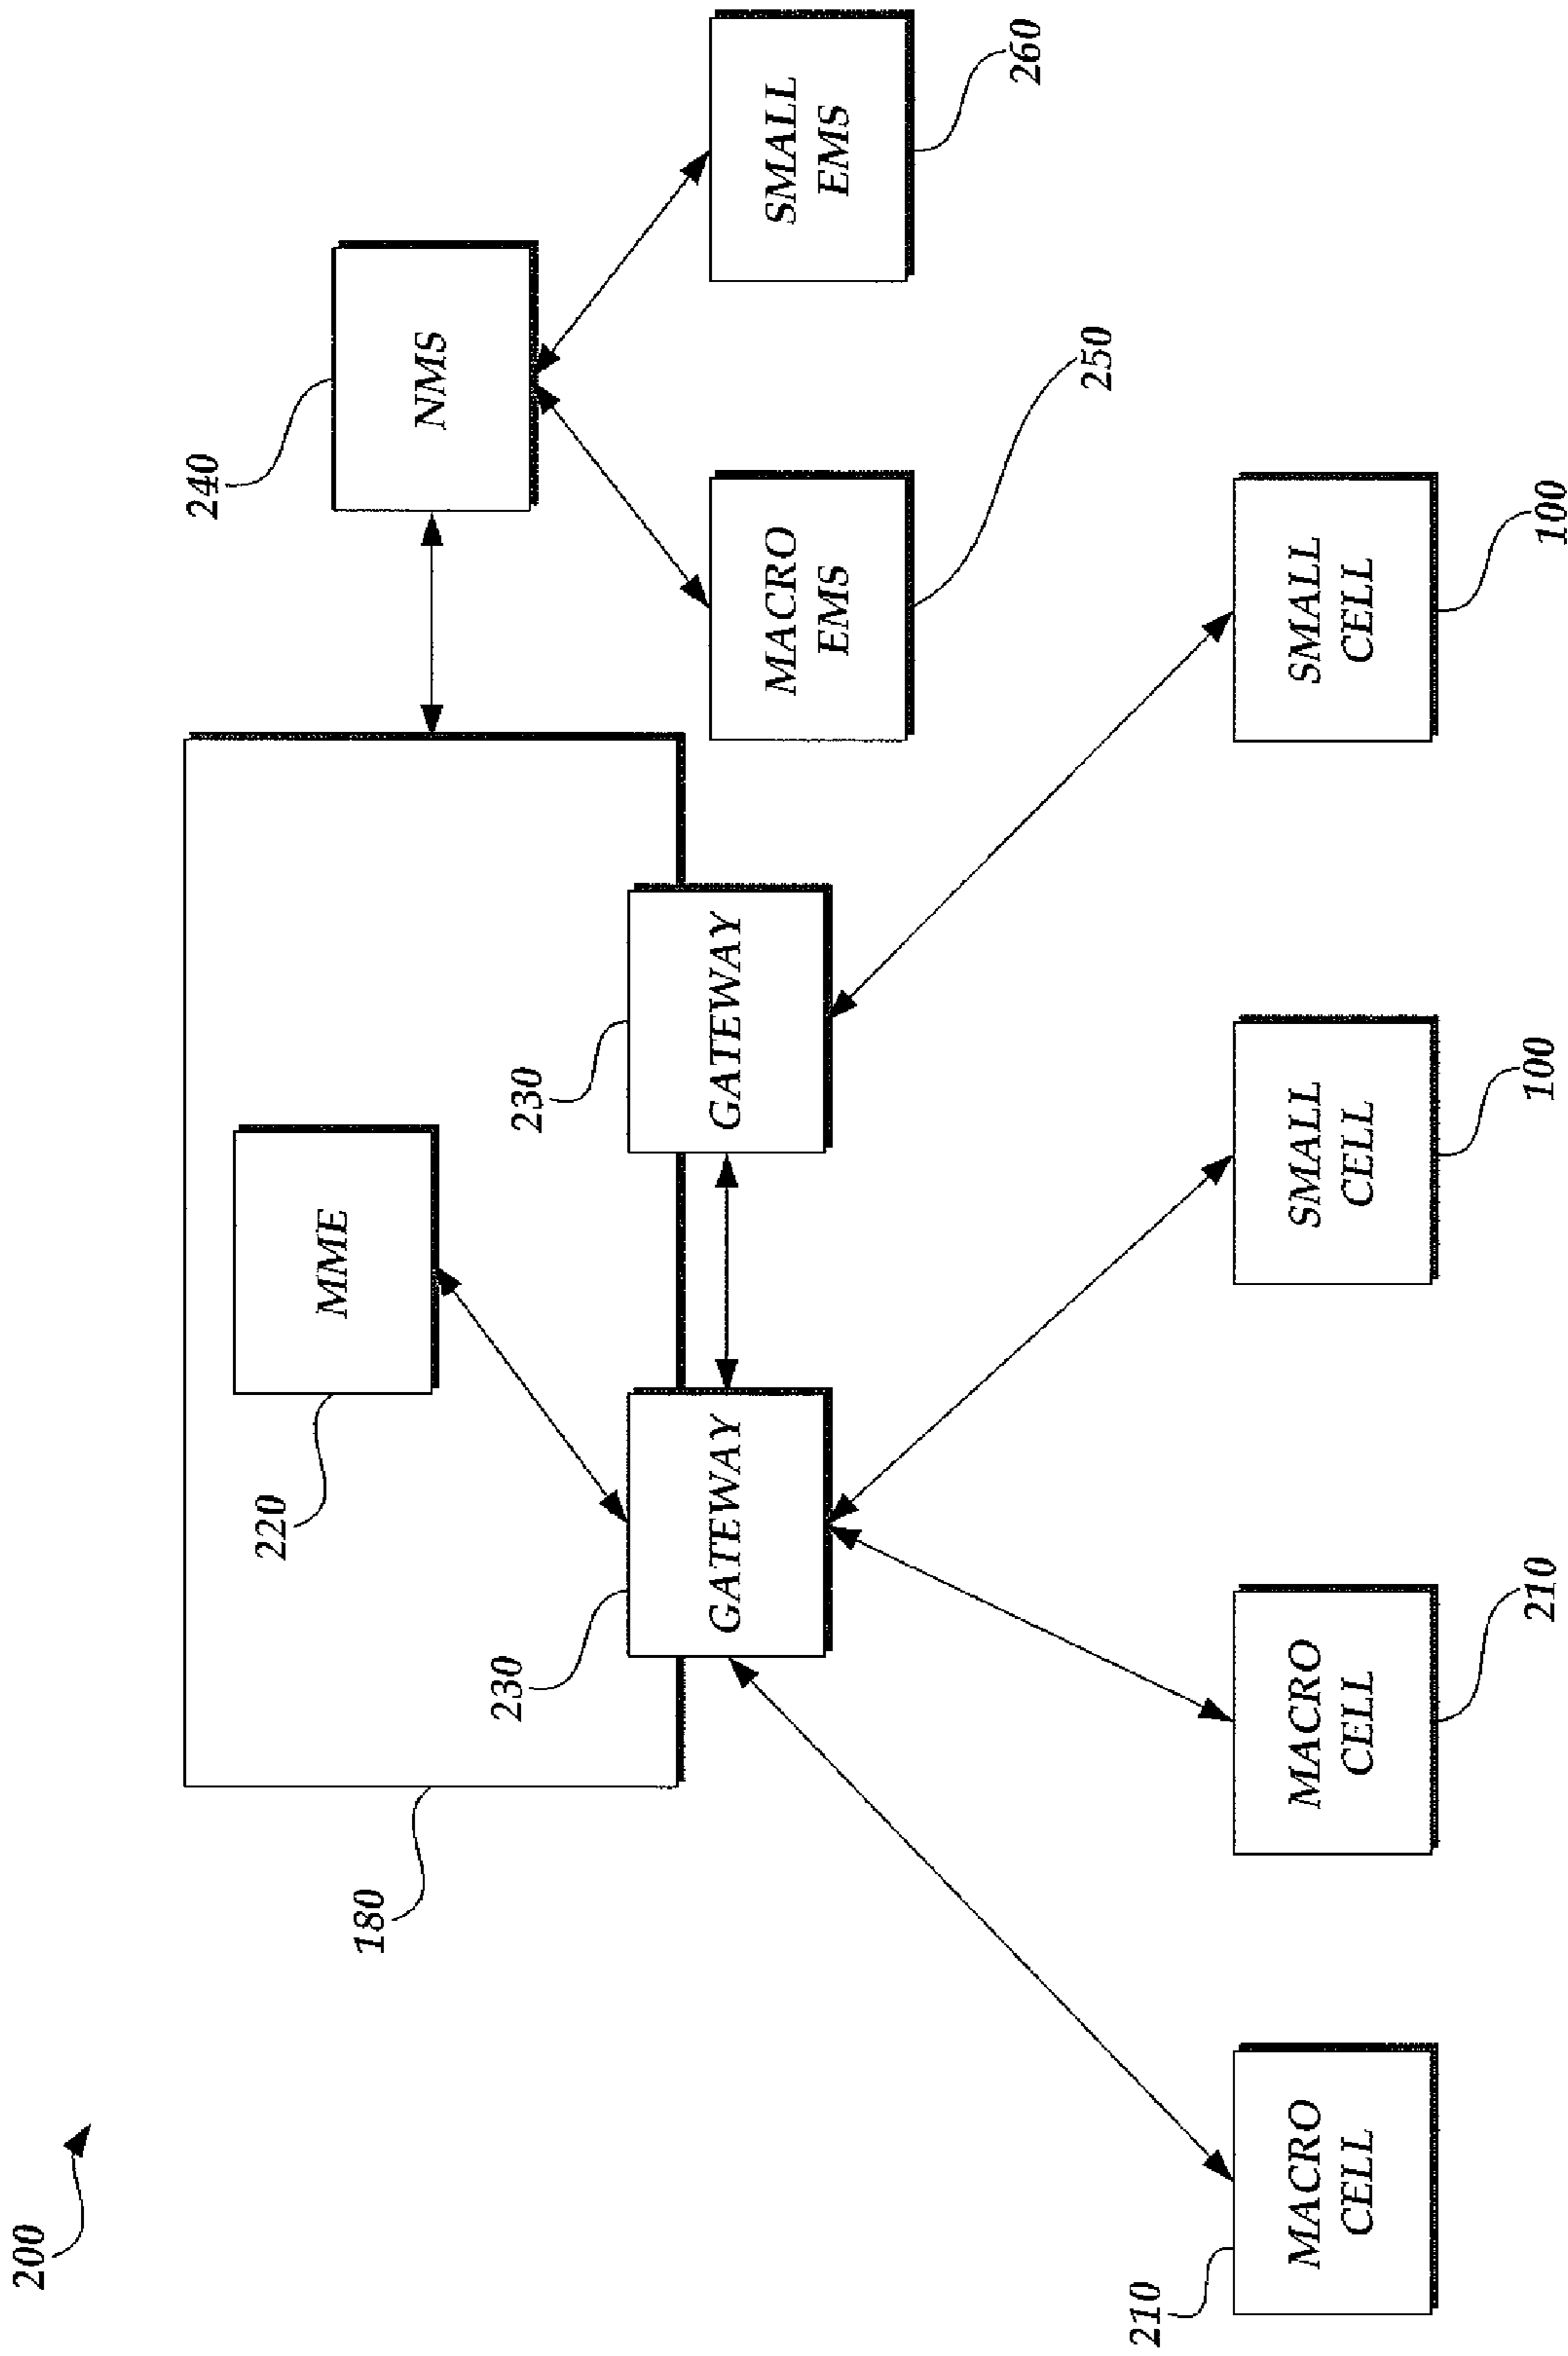 200
180
220
MME
240
NMS
230
GATEWAY
230
GATEWAY
MACRO
EMS
250
SMALL
EMS
260
210
MACRO
CELL
MACRO
CELL
210
SMALL
CELL
100
SMALL
CELL
100